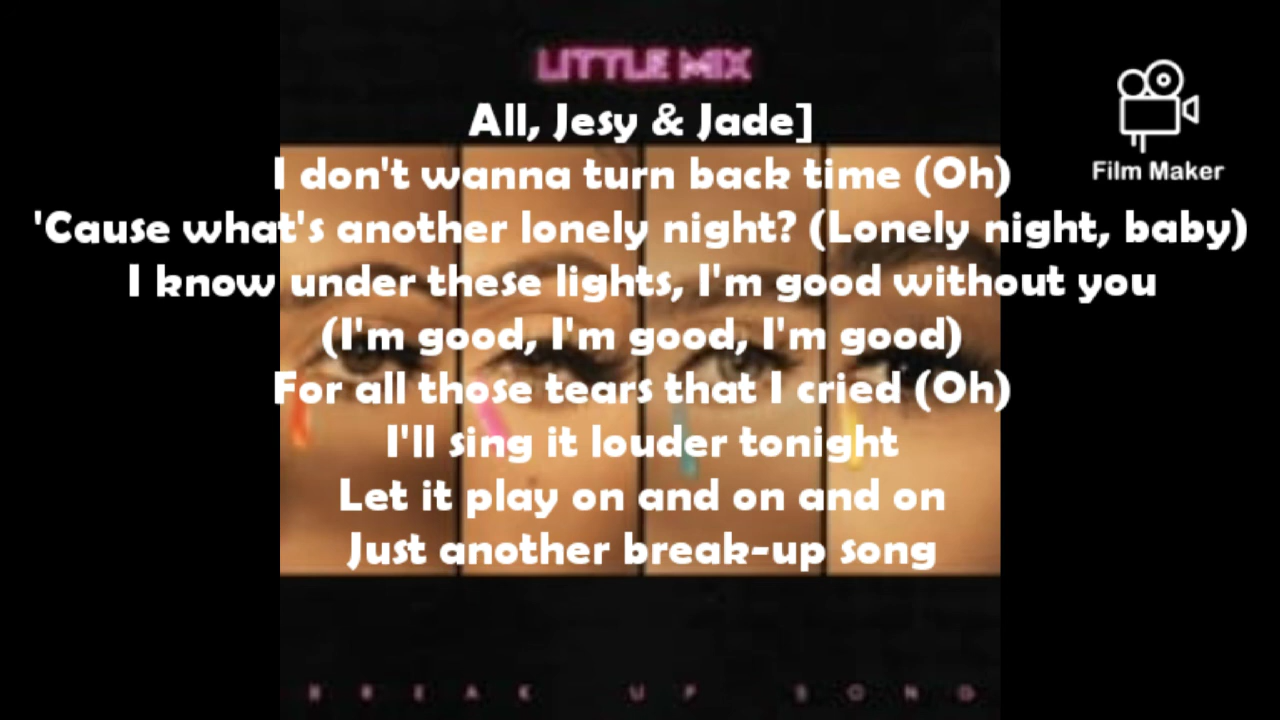 LITTLE MIX
All, Jesy & Jade]
Film Maker
I don't wanna turn back time (Oh)
'Cause what's another lonely night? (Lonely night, baby)
I know under these lights, I'm good without you
(I'm good, I'm good, I'm good)
For all those tears that I cried (Oh)
I'll sing it louder tonight
Let it play on and on and on
Just another break-up song
BREAK UP SONG